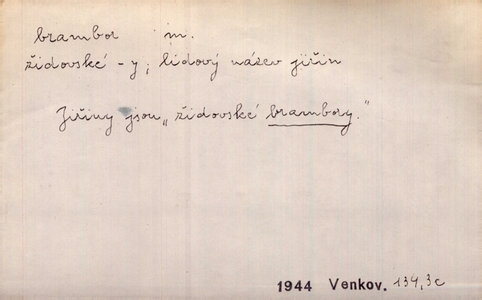 brambor m.
židovské -y; lidový název jiřin
Jiřiny jsou „židovské brambory."
1944 Venkov. 134,3c